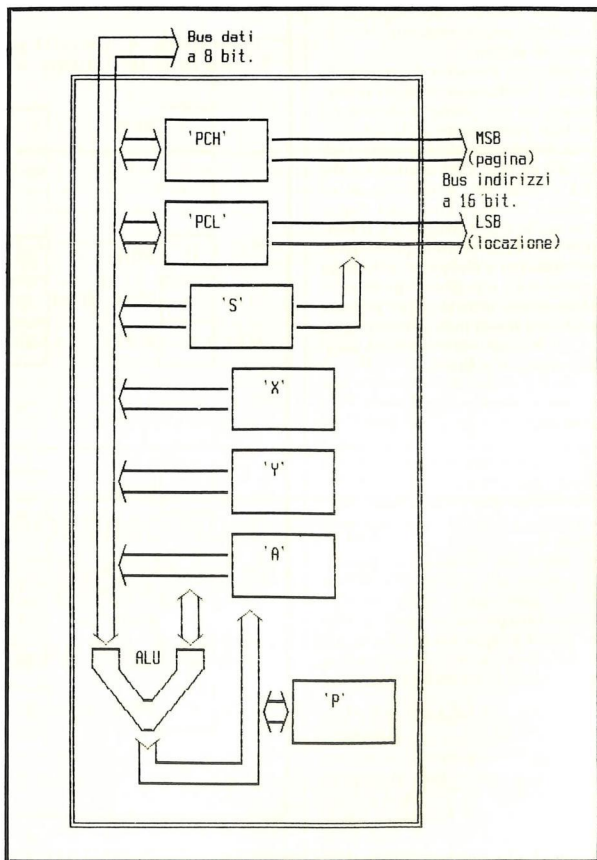 Bus dati
a 8 bit.
'PCH'
MSB
(pagina)
Bus indirizzi
a 16 bit.
'PCL'
LSB
(locazione)
'S'
'X'
'Y'
'A'
ALU
'P'